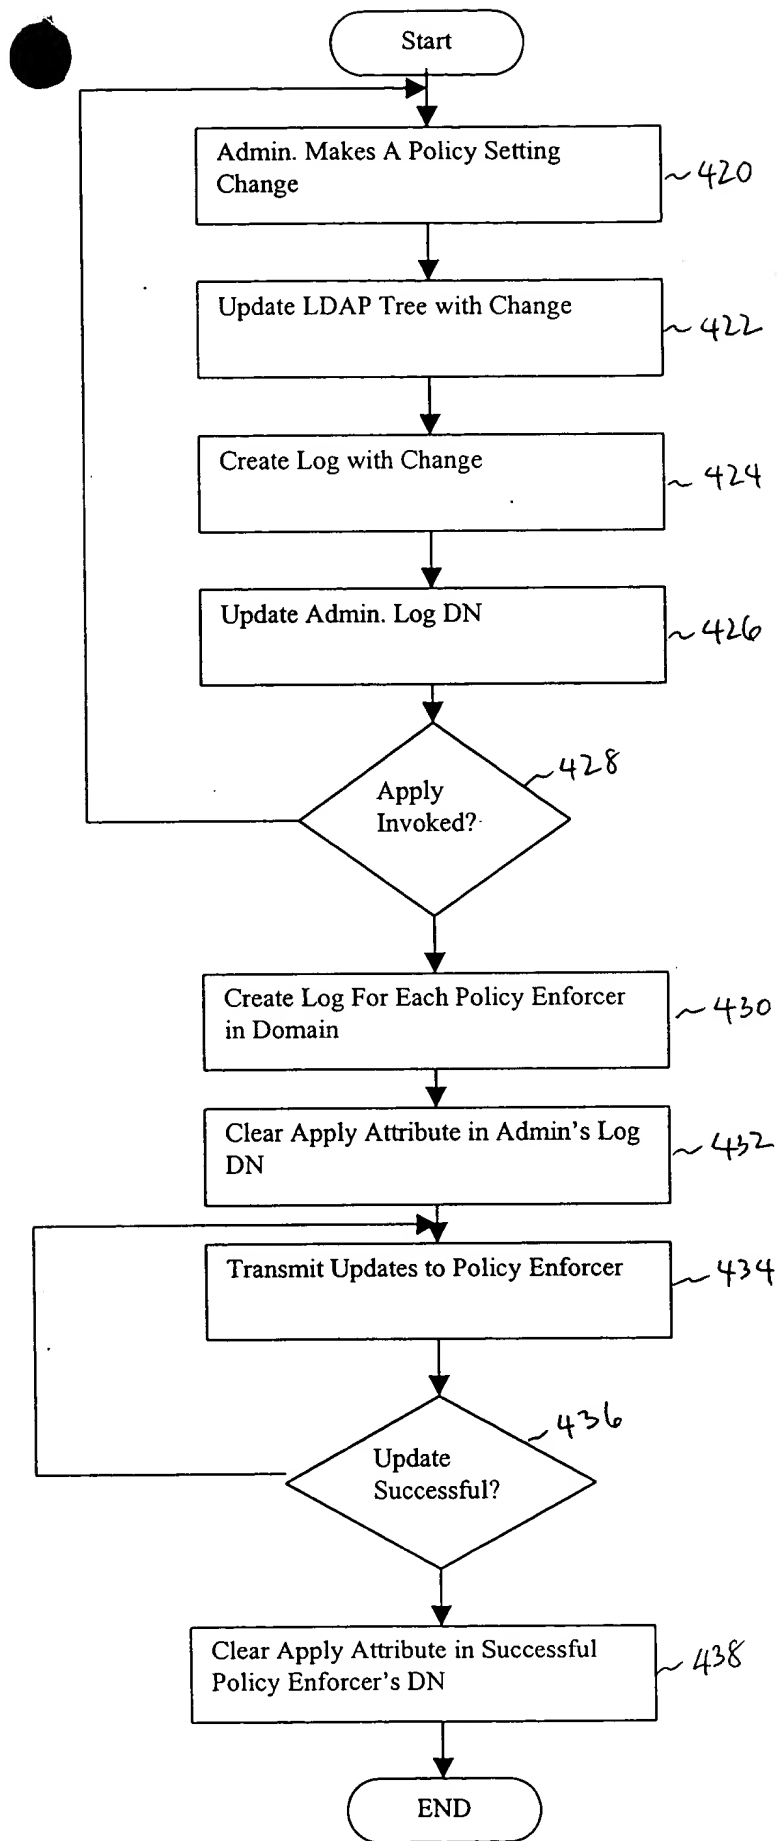 Start
Admin. Makes A Policy Setting
Change
~420
Update LDAP Tree with Change
~422
Create Log with Change
~424
Update Admin. Log DN
~426
Apply
Invoked?
~428
Create Log For Each Policy Enforcer
in Domain
~430
Clear Apply Attribute in Admin's Log
DN
~432
Transmit Updates to Policy Enforcer
~434
Update
Successful?
~436
Clear Apply Attribute in Successful
Policy Enforcer's DN
~438
END